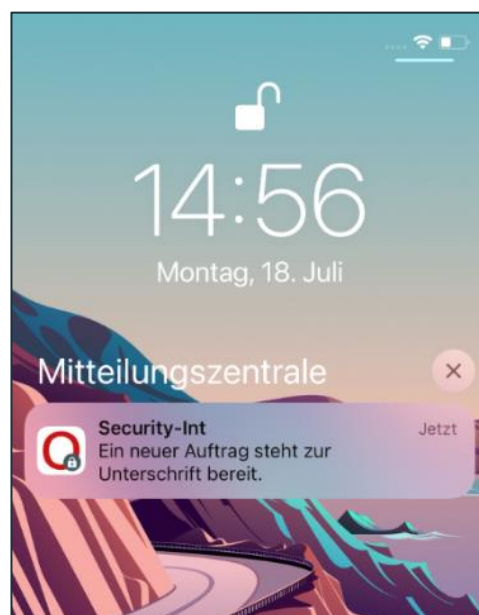 14:56
Montag, 18. Juli
Mitteilungszentrale
Security-Int
Jetzt
Ein neuer Auftrag steht zur
Unterschrift bereit.